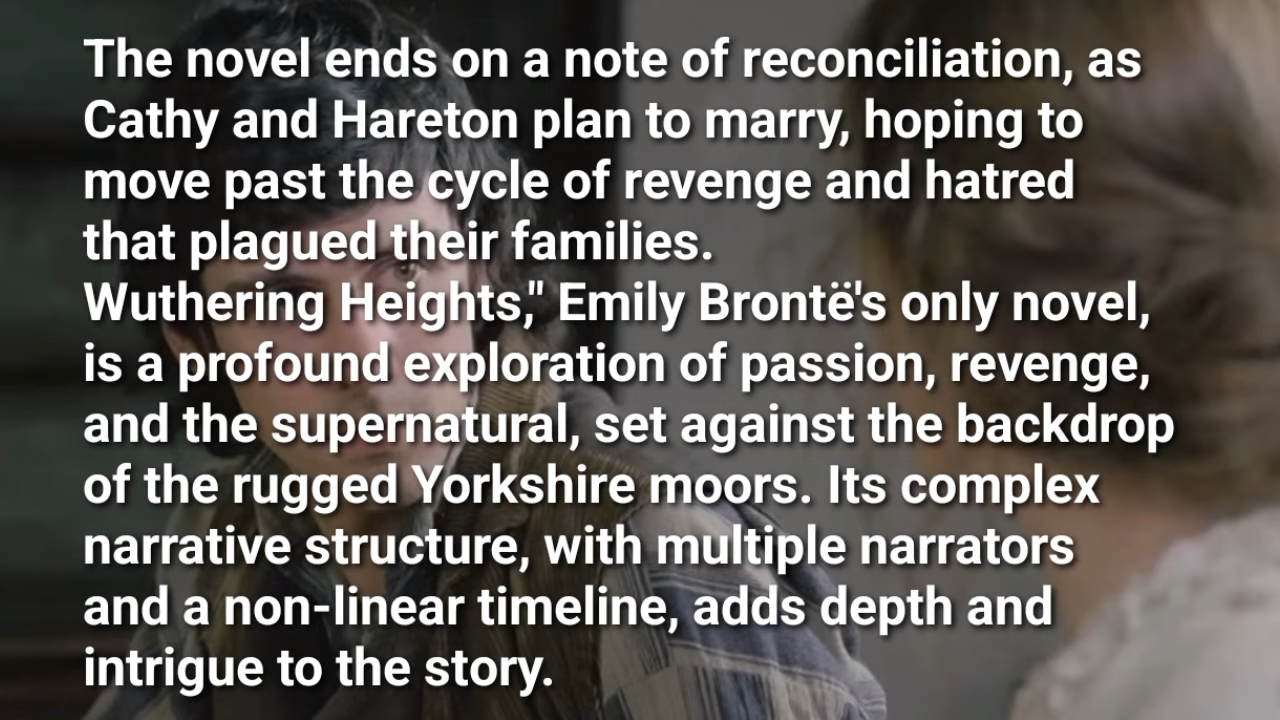 The novel ends on a note of reconciliation, as
Cathy and Hareton plan to marry, hoping to
move past the cycle of revenge and hatred
that plagued their families.
Wuthering Heights," Emily Brontë's only novel,
is a profound exploration of passion, revenge,
and the supernatural, set against the backdrop
of the rugged Yorkshire moors. Its complex
narrative structure, with multiple narrators
and a non-linear timeline, adds depth and
intrigue to the story.